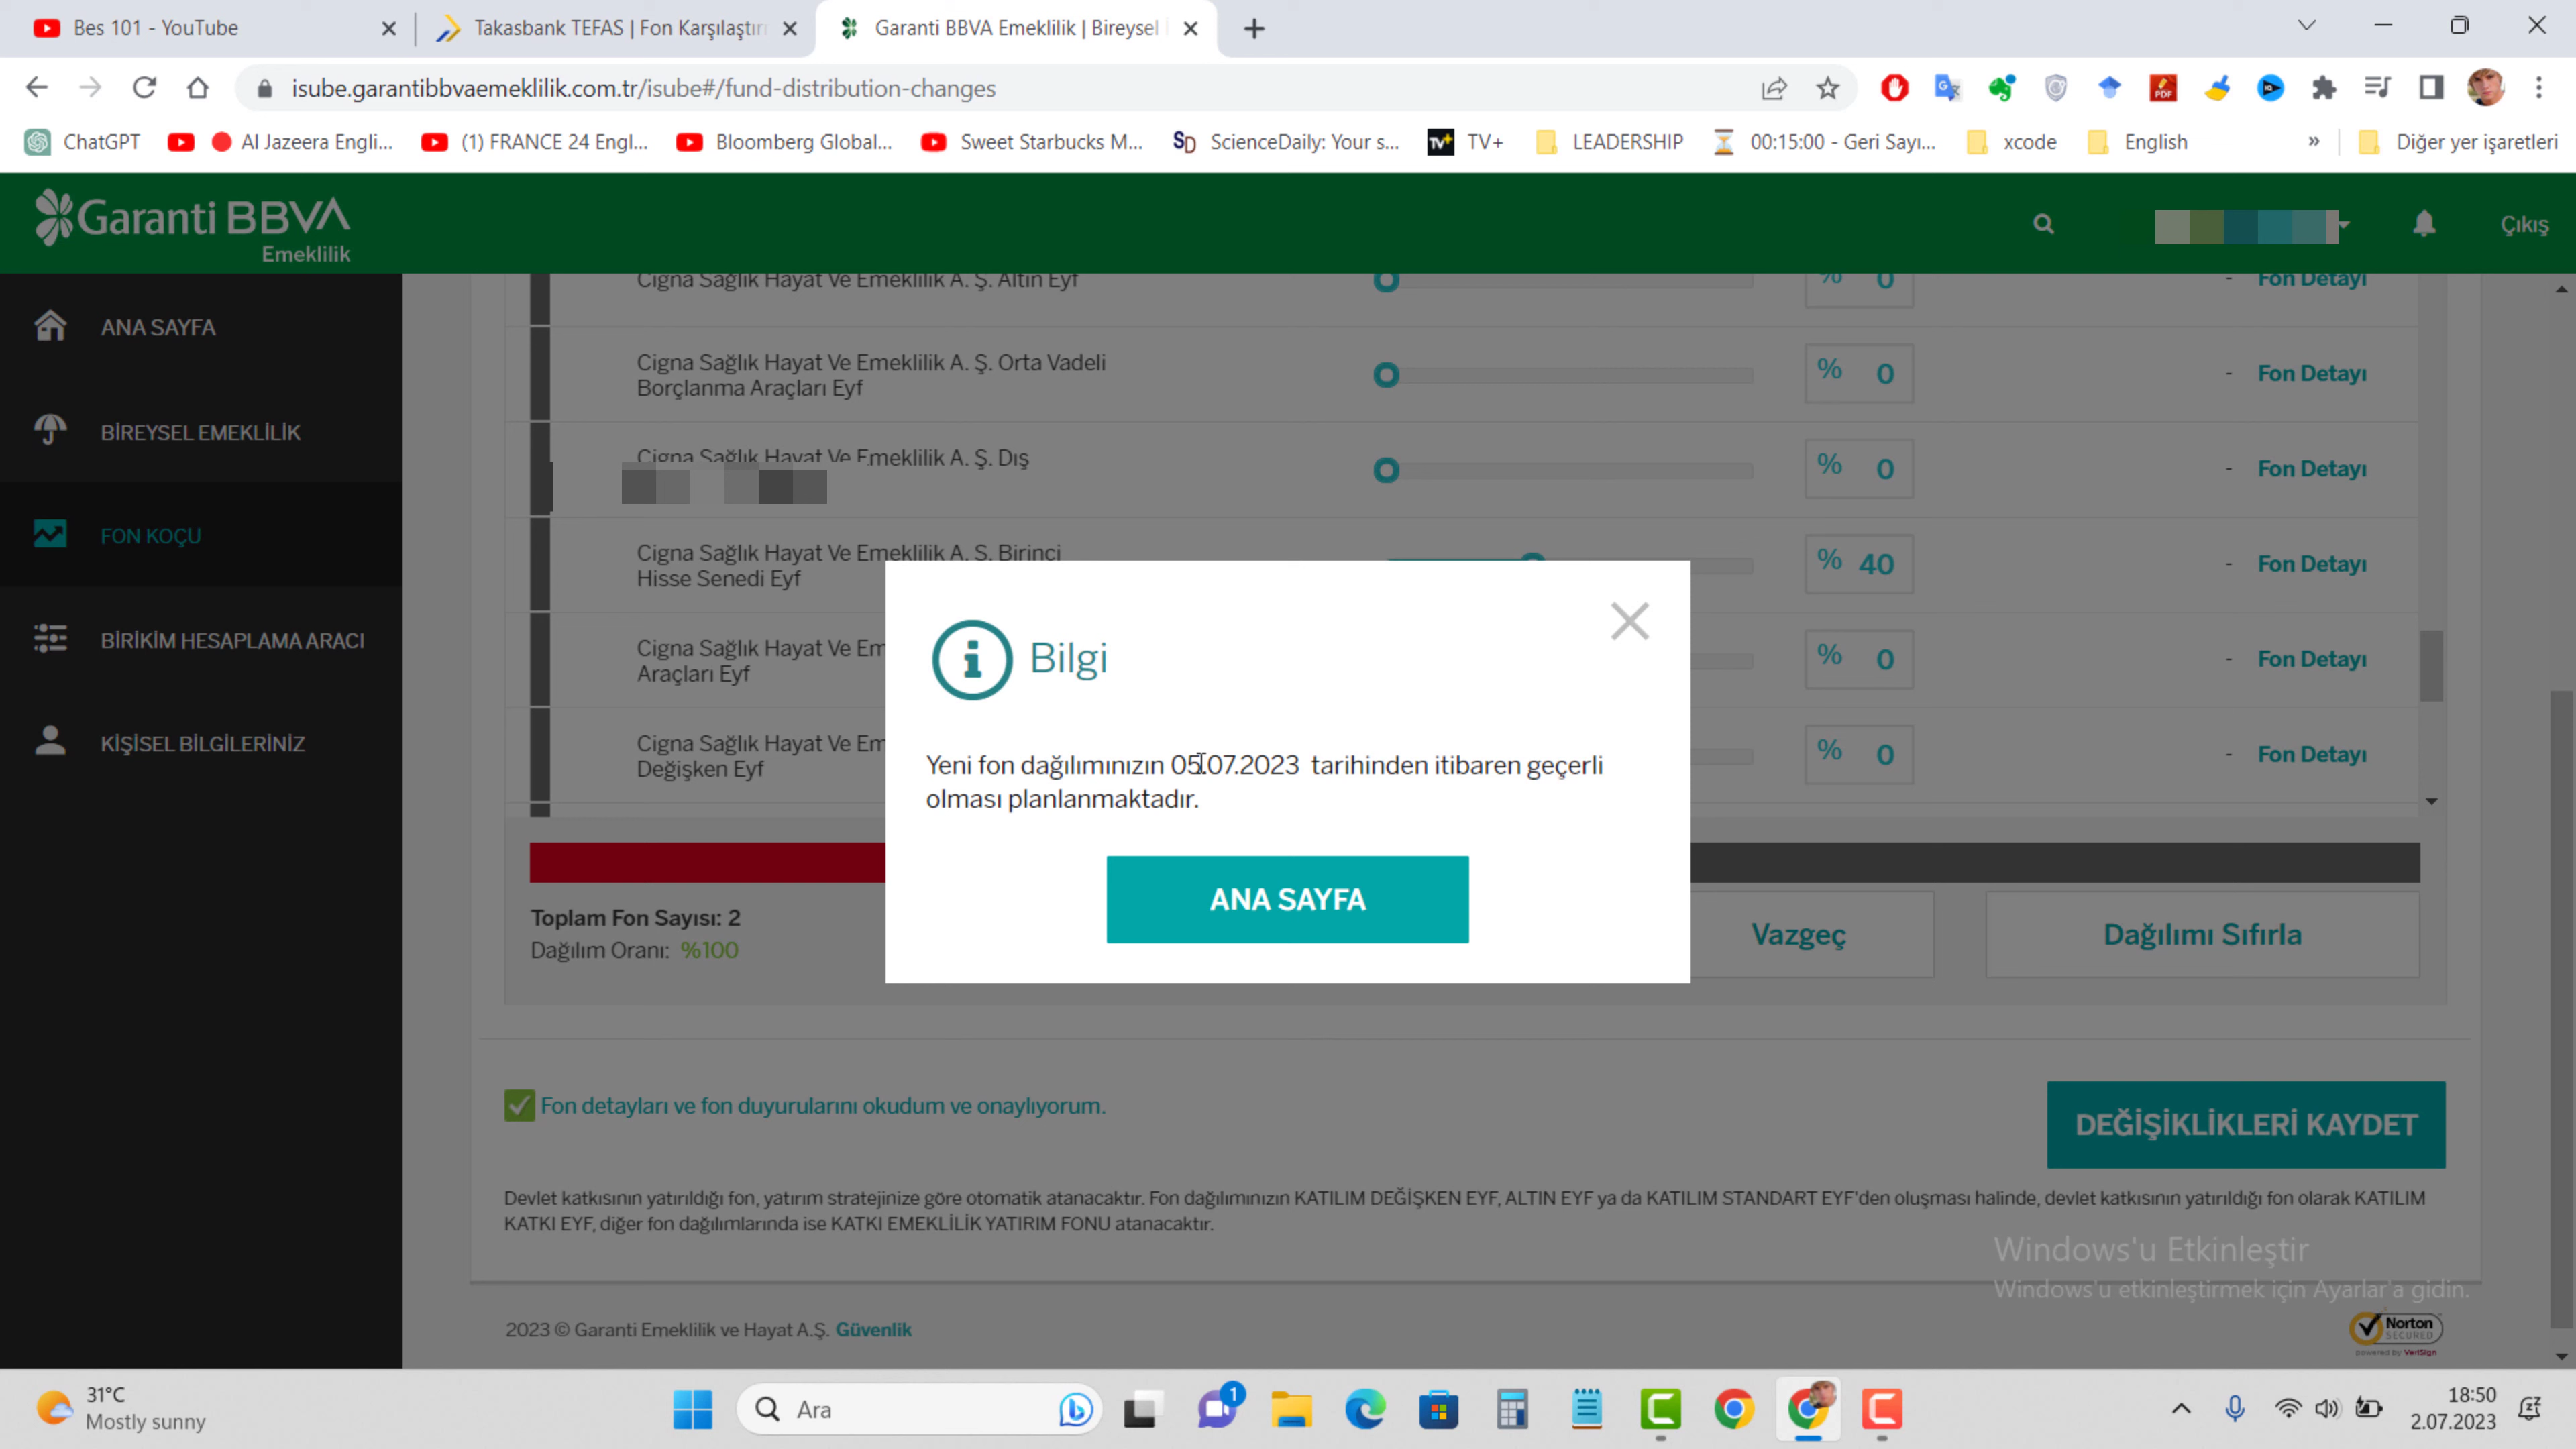 Bes 101 - YouTube
Takasbank TEFAS | Fon Karşılaştırı
Garanti BBVA Emeklilik | Bireysel
isube.garantibbvaemeklilik.com.tr/isube#/fund-distribution-changes
ChatGPT
Al Jazeera Engli...
(1) FRANCE 24 Engl...
Bloomberg Global...
Sweet Starbucks M...
SD ScienceDaily: Your s...
TV+ TV+
LEADERSHIP
00:15:00 - Geri Sayı...
xcode
English
»
Diğer yer işaretleri
Garanti BBVA
Emeklilik
Çıkış
ANA SAYFA
BİREYSEL EMEKLİLİK
FON KOÇU
BİRİKİM HESAPLAMA ARACI
KİŞİSEL BİLGİLERİNİZ
Cigna Sağlık Hayat Ve Emeklilik A. Ş. Altın Eyf
% 0
- Fon Detayı
Cigna Sağlık Hayat Ve Emeklilik A. Ş. Orta Vadeli
Borçlanma Araçları Eyf
% 0
- Fon Detayı
Cigna Sağlık Hayat Ve Emeklilik A. Ş. Dış
% 0
- Fon Detayı
Cigna Sağlık Hayat Ve Emeklilik A. Ş. Birinci
Hisse Senedi Eyf
% 40
- Fon Detayı
Cigna Sağlık Hayat Ve Em
Araçları Eyf
% 0
- Fon Detayı
Cigna Sağlık Hayat Ve Em
Değişken Eyf
% 0
- Fon Detayı
Bilgi
Yeni fon dağılımınızın 05.07.2023 tarihinden itibaren geçerli
olması planlanmaktadır.
ANA SAYFA
Toplam Fon Sayısı: 2
Dağılım Oranı: %100
Vazgeç
Dağılımı Sıfırla
Fon detayları ve fon duyurularını okudum ve onaylıyorum.
DEĞİŞİKLİKLERİ KAYDET
Devlet katkısının yatırıldığı fon, yatırım stratejinize göre otomatik atanacaktır. Fon dağılımınızın KATILIM DEĞİŞKEN EYF, ALTIN EYF ya da KATILIM STANDART EYF'den oluşması halinde, devlet katkısının yatırıldığı fon olarak KATILIM
KATKI EYF, diğer fon dağılımlarında ise KATKI EMEKLİLİK YATIRIM FONU atanacaktır.
Windows'u Etkinleştir
Windows'u etkinleştirmek için Ayarlar'a gidin.
2023 © Garanti Emeklilik ve Hayat A.Ş. Güvenlik
Norton
SECURED
powered by VeriSign
31°C
Mostly sunny
Ara
1
18:50
2.07.2023